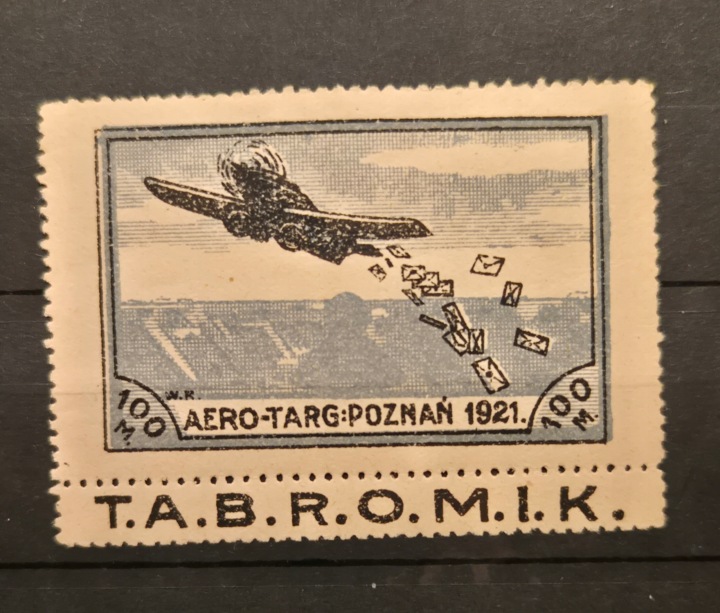 W.R.
100 M.
AERO-TARG:POZNAŃ 1921.
100 M.
T.A.B.R.O.M.I.K.